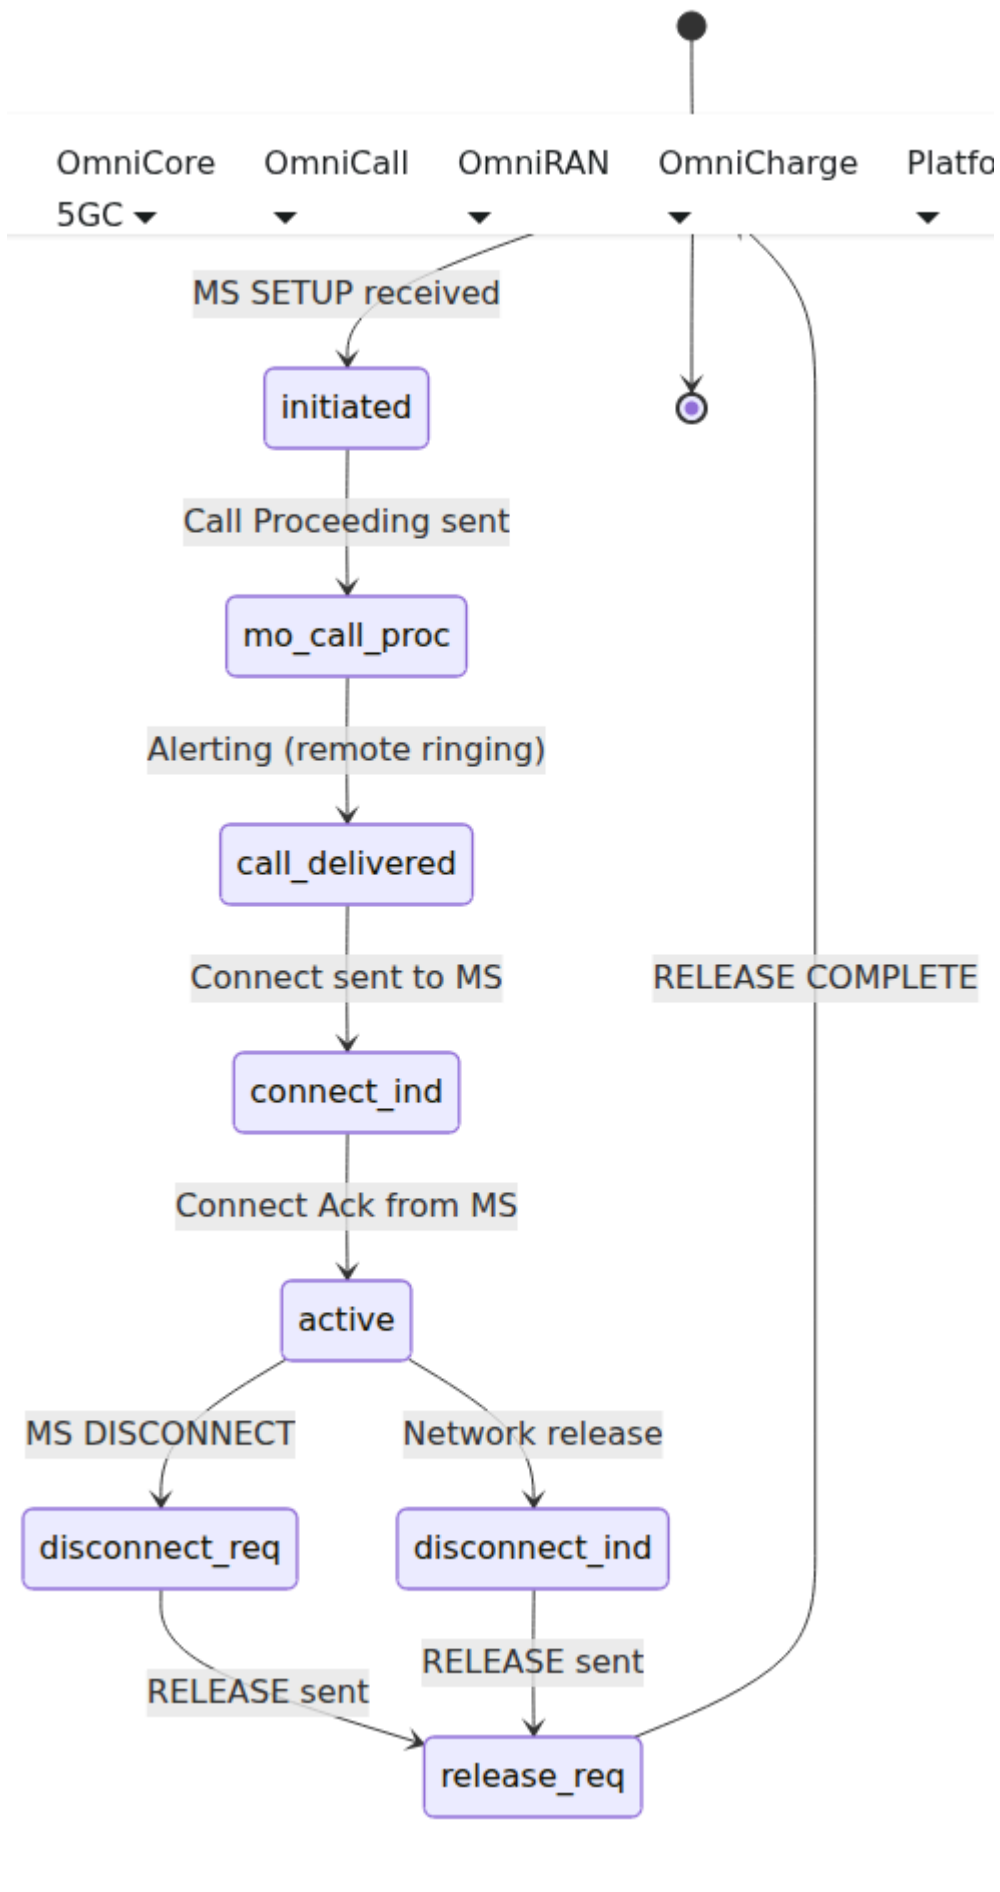 OmniCore OmniCall OmniRAN OmniCharge Platfo
5GC
MS SETUP received
initiated
Call Proceeding sent
mo_call_proc
Alerting (remote ringing)
call_delivered
Connect sent to MS
RELEASE COMPLETE
connect_ind
Connect Ack from MS
active
MS DISCONNECT
Network release
disconnect_req
disconnect_ind
RELEASE sent
RELEASE sent
release_req